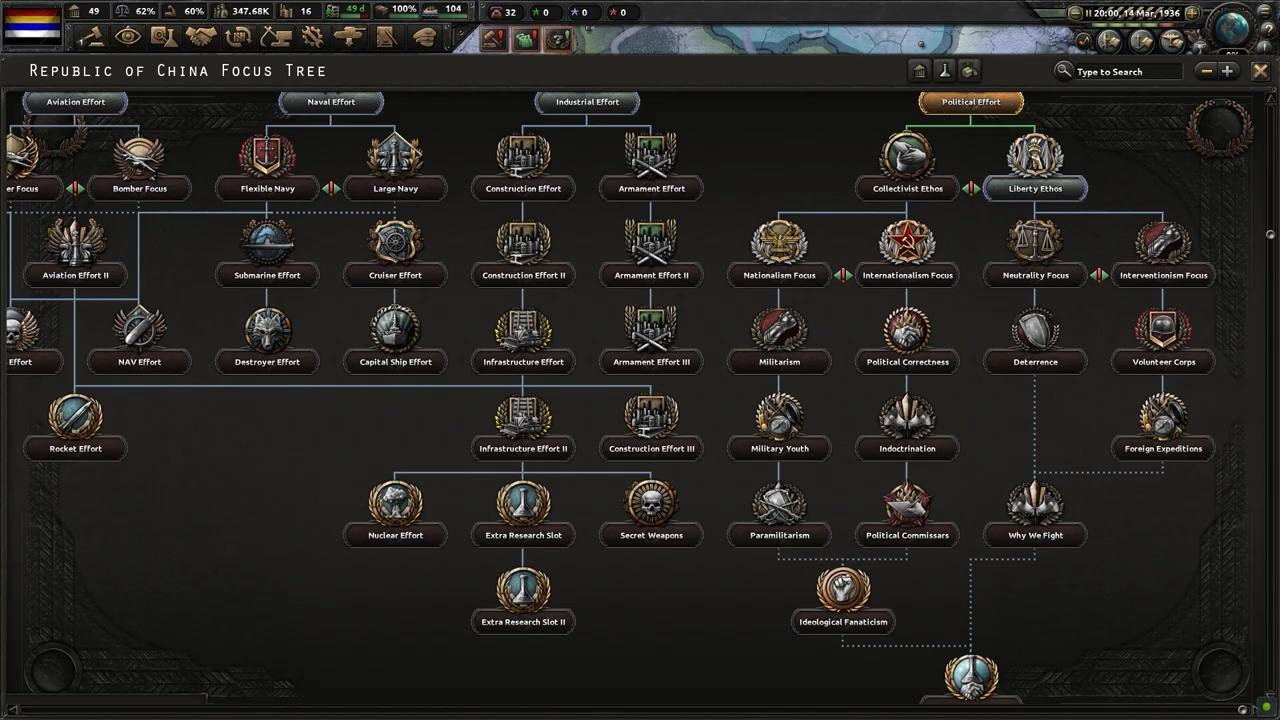 49 62% 60% 347.68K 16 49 d 100% 104 32 0 0 0 II 20:00, 14 Mar, 1936
Republic of China Focus Tree
Type to Search
Aviation Effort Naval Effort Industrial Effort Political Effort
er Focus Bomber Focus Flexible Navy Large Navy Construction Effort Armament Effort Collectivist Ethos Liberty Ethos
Aviation Effort II Submarine Effort Cruiser Effort Construction Effort II Armament Effort II Nationalism Focus Internationalism Focus Neutrality Focus Interventionism Focus
Effort NAV Effort Destroyer Effort Capital Ship Effort Infrastructure Effort Armament Effort III Militarism Political Correctness Deterrence Volunteer Corps
Rocket Effort Infrastructure Effort II Construction Effort III Military Youth Indoctrination Foreign Expeditions
Nuclear Effort Extra Research Slot Secret Weapons Paramilitarism Political Commissars Why We Fight
Extra Research Slot II Ideological Fanaticism